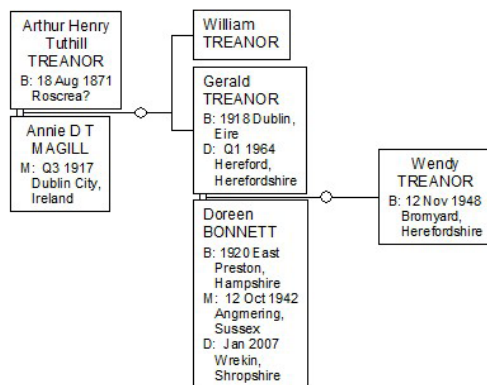 Arthur Henry
Tuthill
TREANOR
B: 18 Aug 1871
Roscrea?
Annie D T
MAGILL
M: Q3 1917
Dublin City,
Ireland
William
TREANOR
Gerald
TREANOR
B: 1918 Dublin,
Eire
D: Q1 1964
Hereford,
Herefordshire
Doreen
BONNETT
B: 1920 East
Preston,
Hampshire
M: 12 Oct 1942
Angmering,
Sussex
D: Jan 2007
Wrekin,
Shropshire
Wendy
TREANOR
B: 12 Nov 1948
Bromyard,
Herefordshire